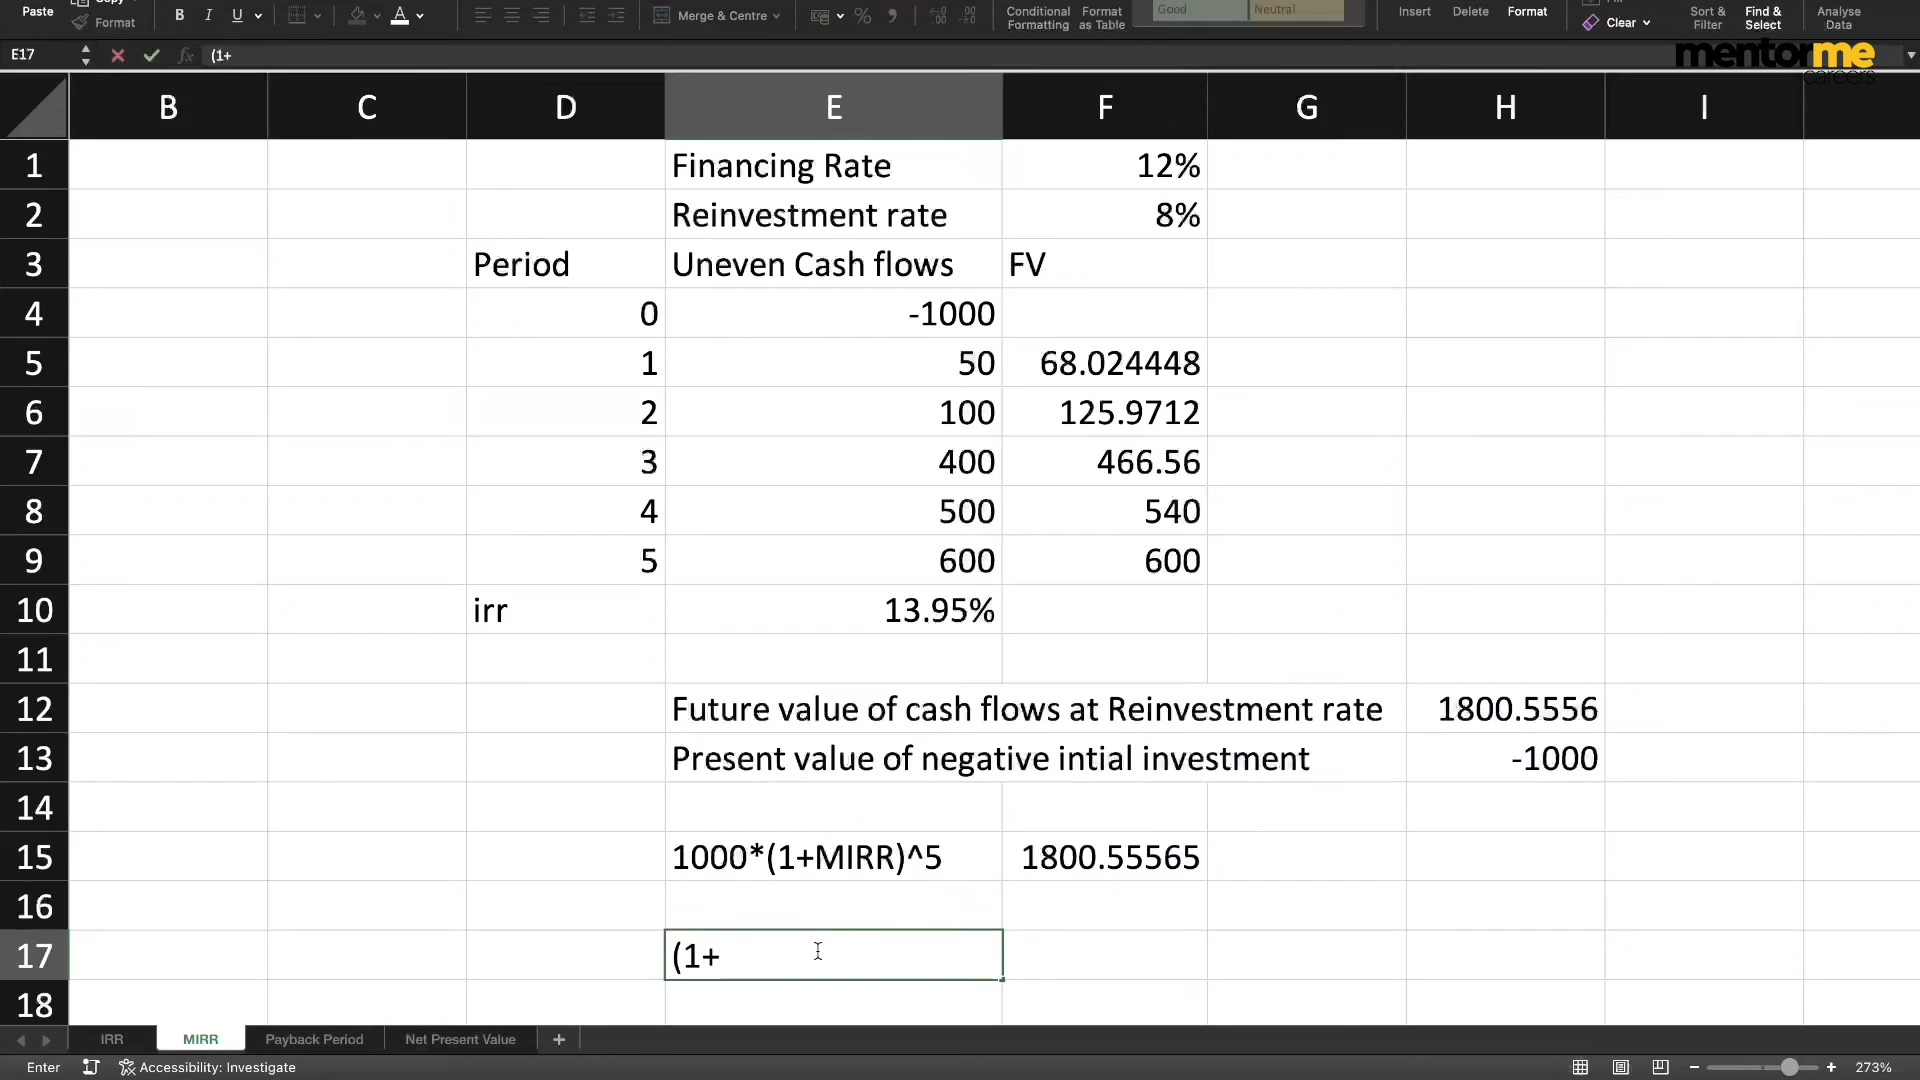 Paste
Copy
Format
B I U
A
Merge & Centre
%
Conditional Formatting
Format as Table
Good
Neutral
Insert
Delete
Format
Clear
Sort & Filter
Find & Select
Analyse Data
mentorme
careers
E17
fx
(1+
B C D E F G H I
1 Financing Rate 12%
2 Reinvestment rate 8%
3 Period Uneven Cash flows FV
4 0 -1000
5 1 50 68.024448
6 2 100 125.9712
7 3 400 466.56
8 4 500 540
9 5 600 600
10 irr 13.95%
11
12 Future value of cash flows at Reinvestment rate 1800.5556
13 Present value of negative intial investment -1000
14
15 1000*(1+MIRR)^5 1800.55565
16
17 (1+
18
IRR MIRR Payback Period Net Present Value +
Enter
Accessibility: Investigate
− + 273%